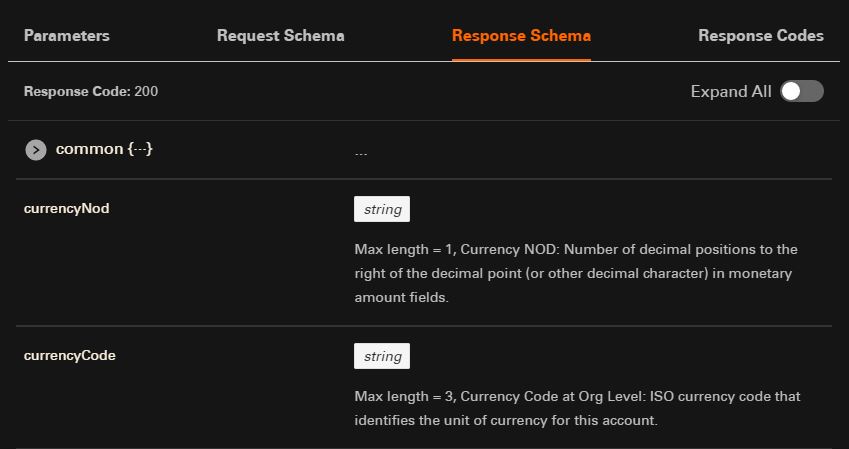 Parameters Request Schema Response Schema Response Codes
Response Code: 200 Expand All
common {...} ...
currencyNod string
Max length = 1, Currency NOD: Number of decimal positions to the
right of the decimal point (or other decimal character) in monetary
amount fields.
currencyCode string
Max length = 3, Currency Code at Org Level: ISO currency code that
identifies the unit of currency for this account.